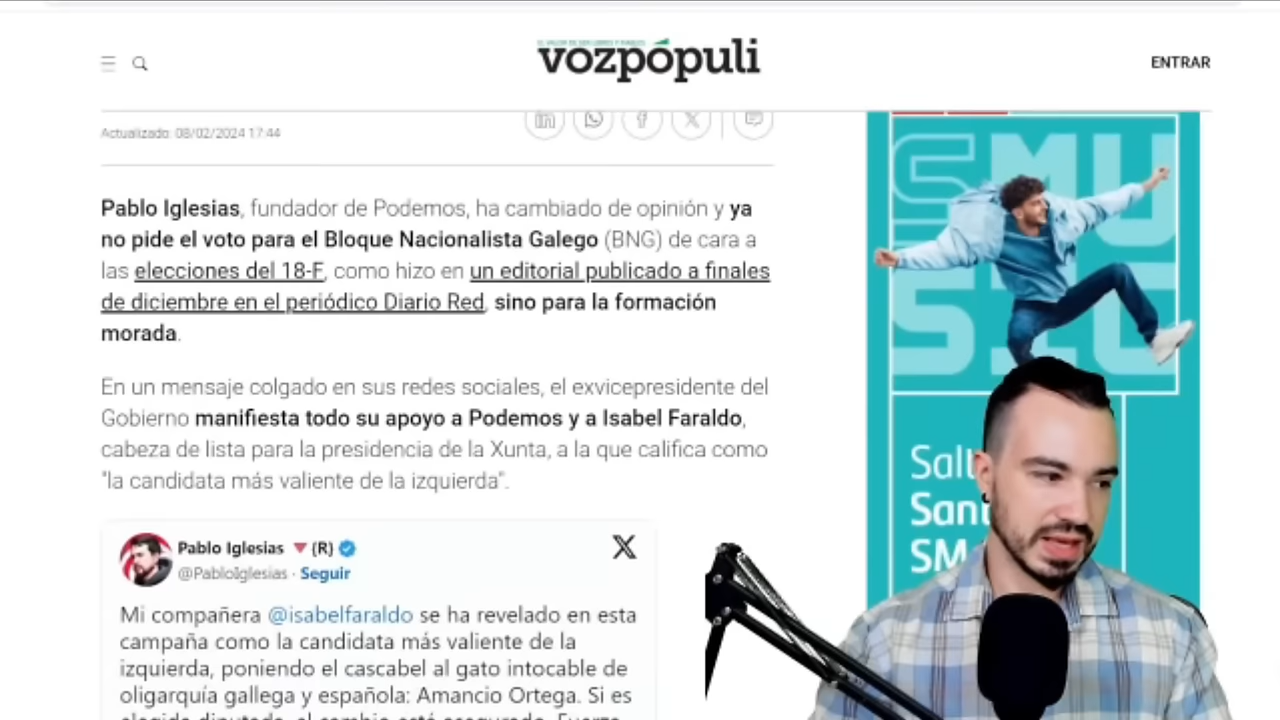 vozpópuli
ENTRAR
Actualizado: 08/02/2024 17:44
Pablo Iglesias, fundador de Podemos, ha cambiado de opinión y ya
no pide el voto para el Bloque Nacionalista Galego (BNG) de cara a
las elecciones del 18-F, como hizo en un editorial publicado a finales
de diciembre en el periódico Diario Red, sino para la formación
morada.
En un mensaje colgado en sus redes sociales, el exvicepresidente del
Gobierno manifiesta todo su apoyo a Podemos y a Isabel Faraldo,
cabeza de lista para la presidencia de la Xunta, a la que califica como
"la candidata más valiente de la izquierda".
Pablo Iglesias 🔻 (R)
@PabloIglesias · Seguir
Mi compañera @isabelfaraldo se ha revelado en esta
campaña como la candidata más valiente de la
izquierda, poniendo el cascabel al gato intocable de
oligarquía gallega y española: Amancio Ortega. Si es
SMU
SIC